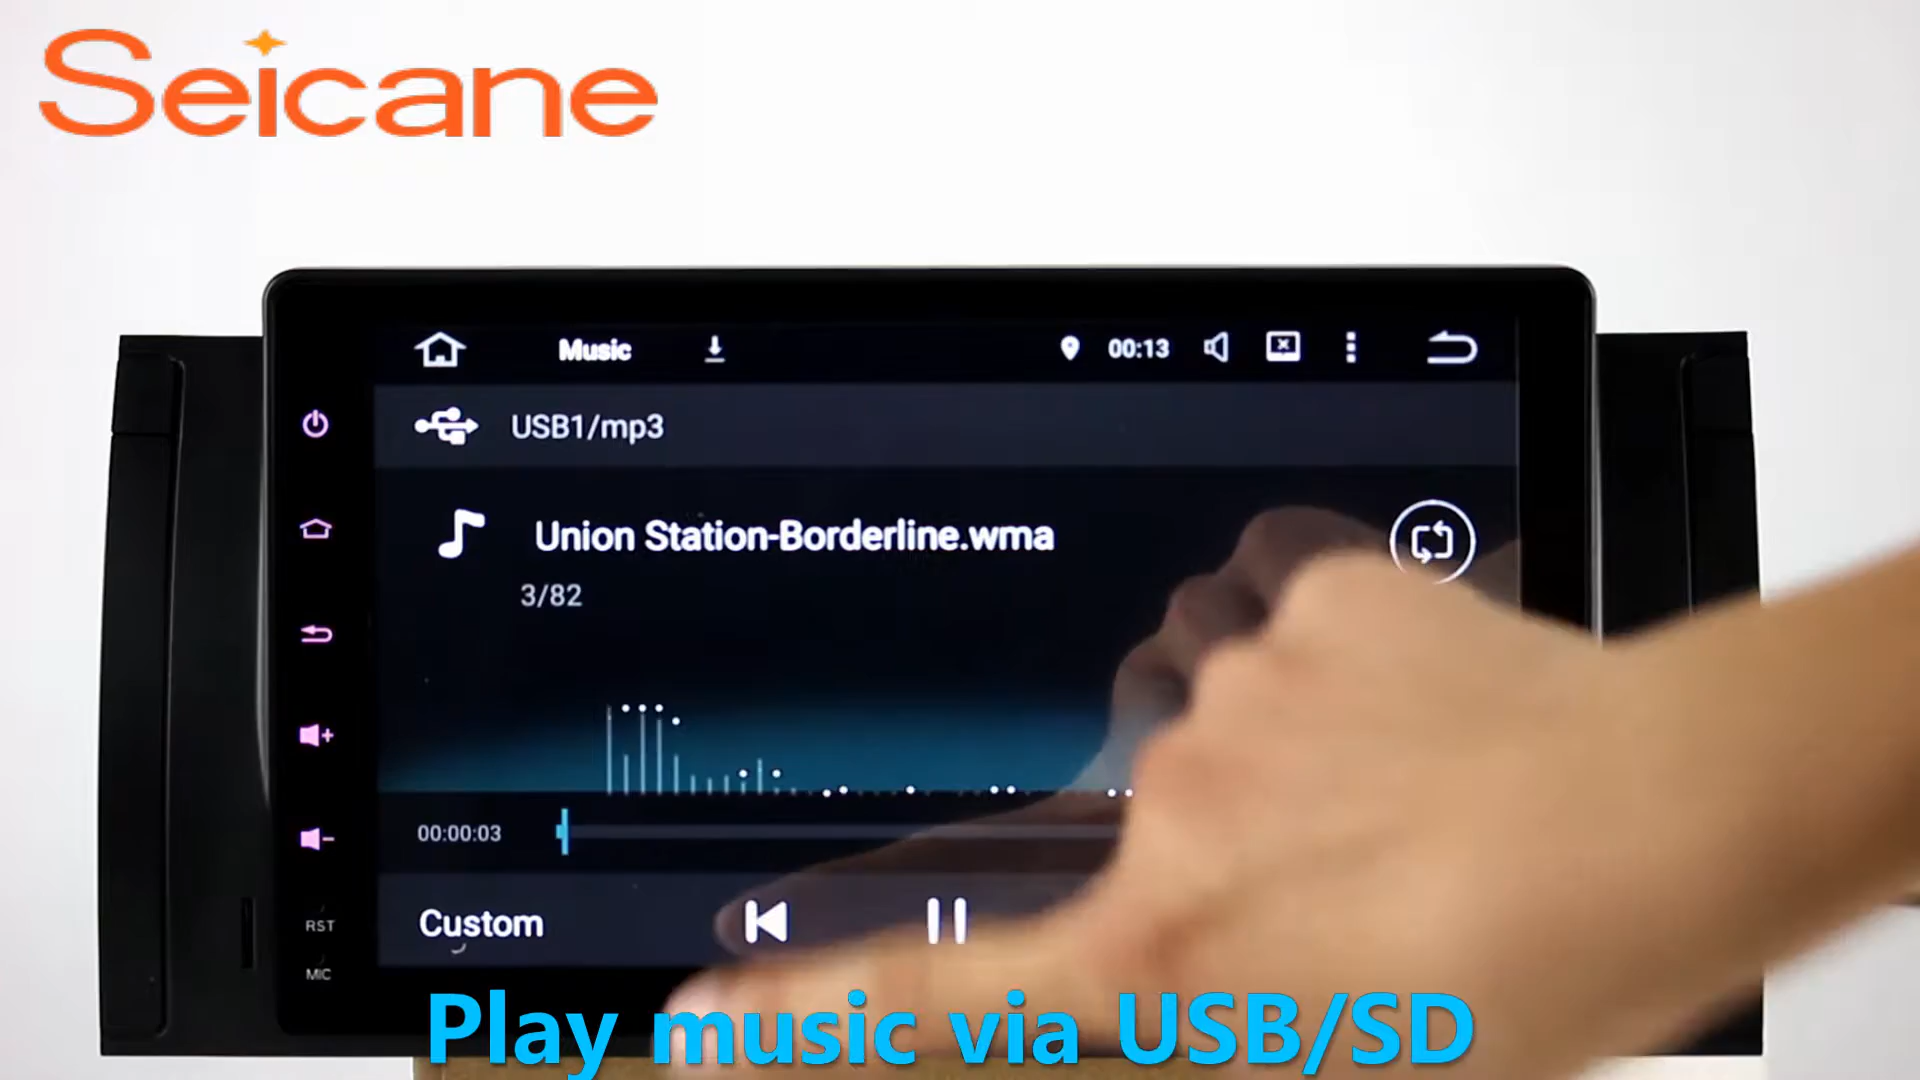 Seicane
Music
00:13
USB1/mp3
Union Station-Borderline.wma
3/82
00:00:03
Custom
RST
MIC
Play music via USB/SD